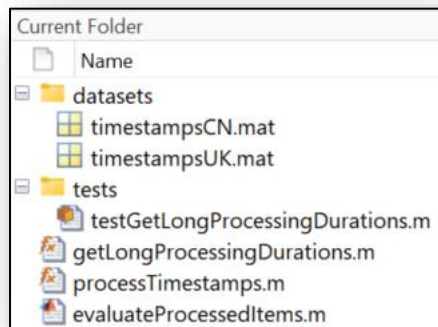 Current Folder
Name
datasets
timestampsCN.mat
timestampsUK.mat
tests
testGetLongProcessingDurations.m
getLongProcessingDurations.m
processTimestamps.m
evaluateProcessedItems.m